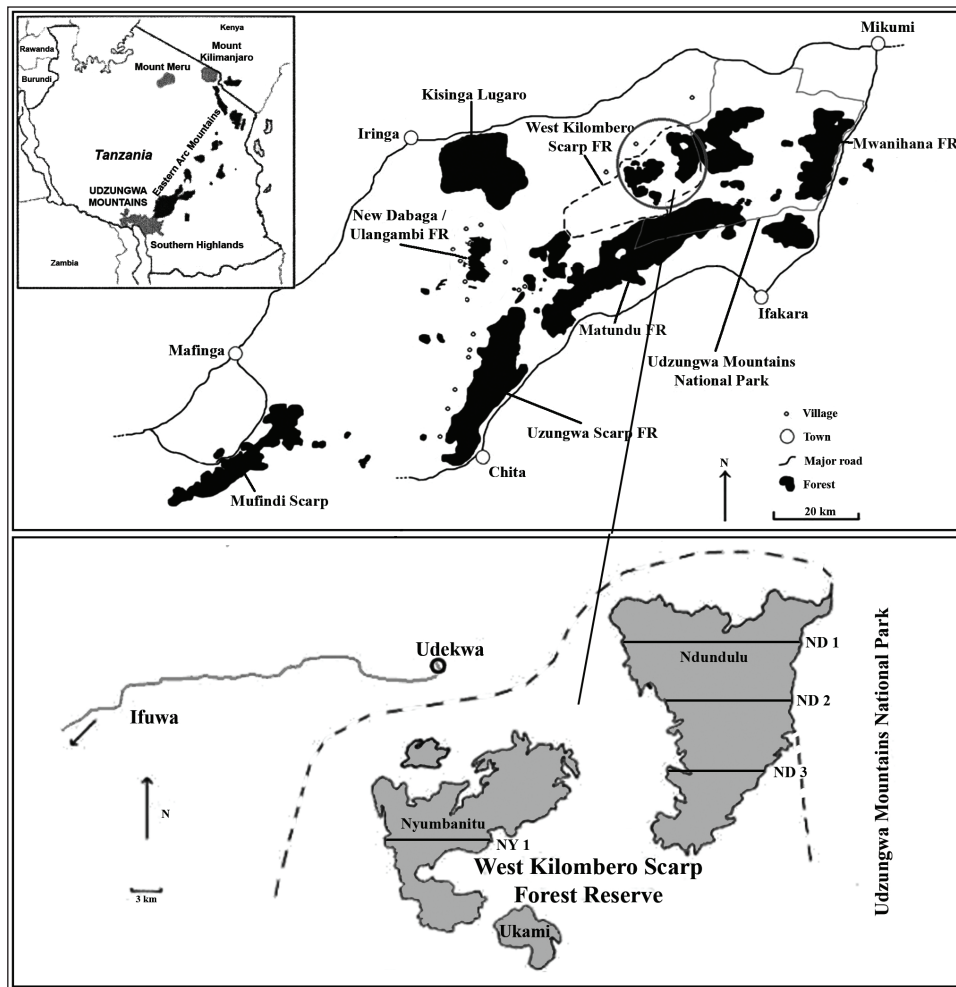 Kenya
Rawanda
Mount
Kilimanjaro
Mount Meru
Burundi
Eastern Arc Mountains
Tanzania
UDZUNGWA
MOUNTAINS
Southern Highlands
Zambia
Mikumi
Kisinga Lugaro
Iringa
West Kilombero
Scarp FR
Mwanihana FR
New Dabaga /
Ulangambi FR
Ifakara
Matundu FR
Mafinga
Udzungwa Mountains
National Park
Uzungwa Scarp FR
Chita
Mufindi Scarp
Village
Town
Major road
Forest
N
20 km
Udekwa
Ifuwa
N
3 km
Ndundulu
ND 1
ND 2
ND 3
Nyumbanitu
NY 1
West Kilombero Scarp
Forest Reserve
Ukami
Udzungwa Mountains National Park